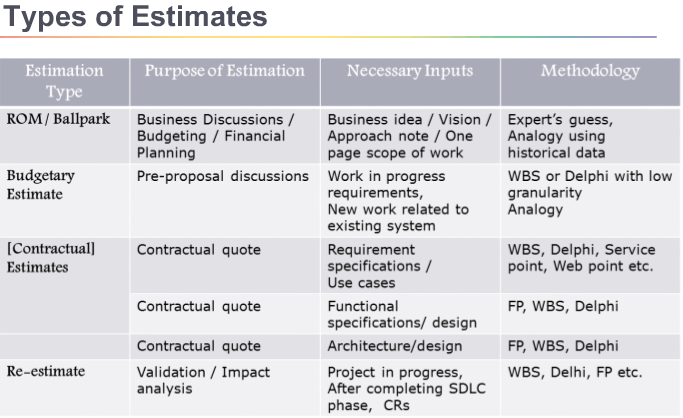 Types of Estimates
Estimation
Type
Purpose of Estimation
Necessary Inputs
Methodology
ROM/ Ballpark
Business Discussions /
Budgeting / Financial
Planning
Business idea / Vision /
Approach note / One
page scope of work
Expert's guess,
Analogy using
historical data
Budgetary
Estimate
Pre-proposal discussions
Work in progress
requirements,
New work related to
existing system
WBS or Delphi with low
granularity
Analogy
[Contractual]
Estimates
Contractual quote
Requirement
specifications /
Use cases
WBS, Delphi, Service
point, Web point etc.
Contractual quote
Functional
specifications/ design
FP, WBS, Delphi
Contractual quote
Architecture/design
FP, WBS, Delphi
Re-estimate
Validation / Impact
analysis
Project in progress,
After completing SDLC
phase, CRs
WBS, Delhi, FP etc.